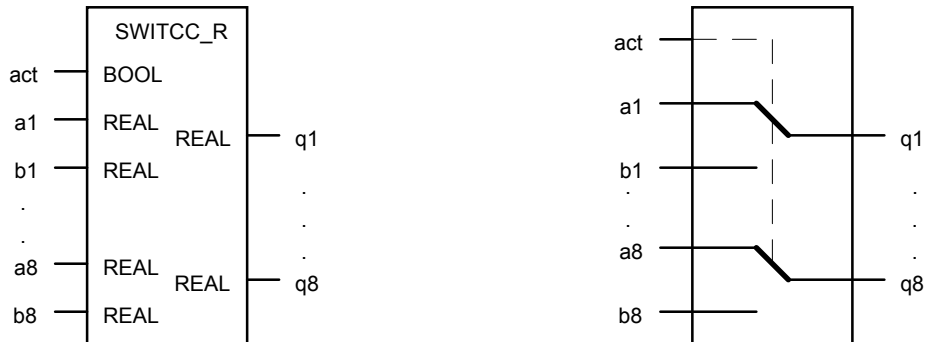 SWITCC_R
act BOOL
a1 REAL
REAL q1
b1 REAL
.
.
.
.
.
a8 REAL
REAL q8
b8 REAL
act
a1
q1
b1
.
.
.
.
.
a8
q8
b8